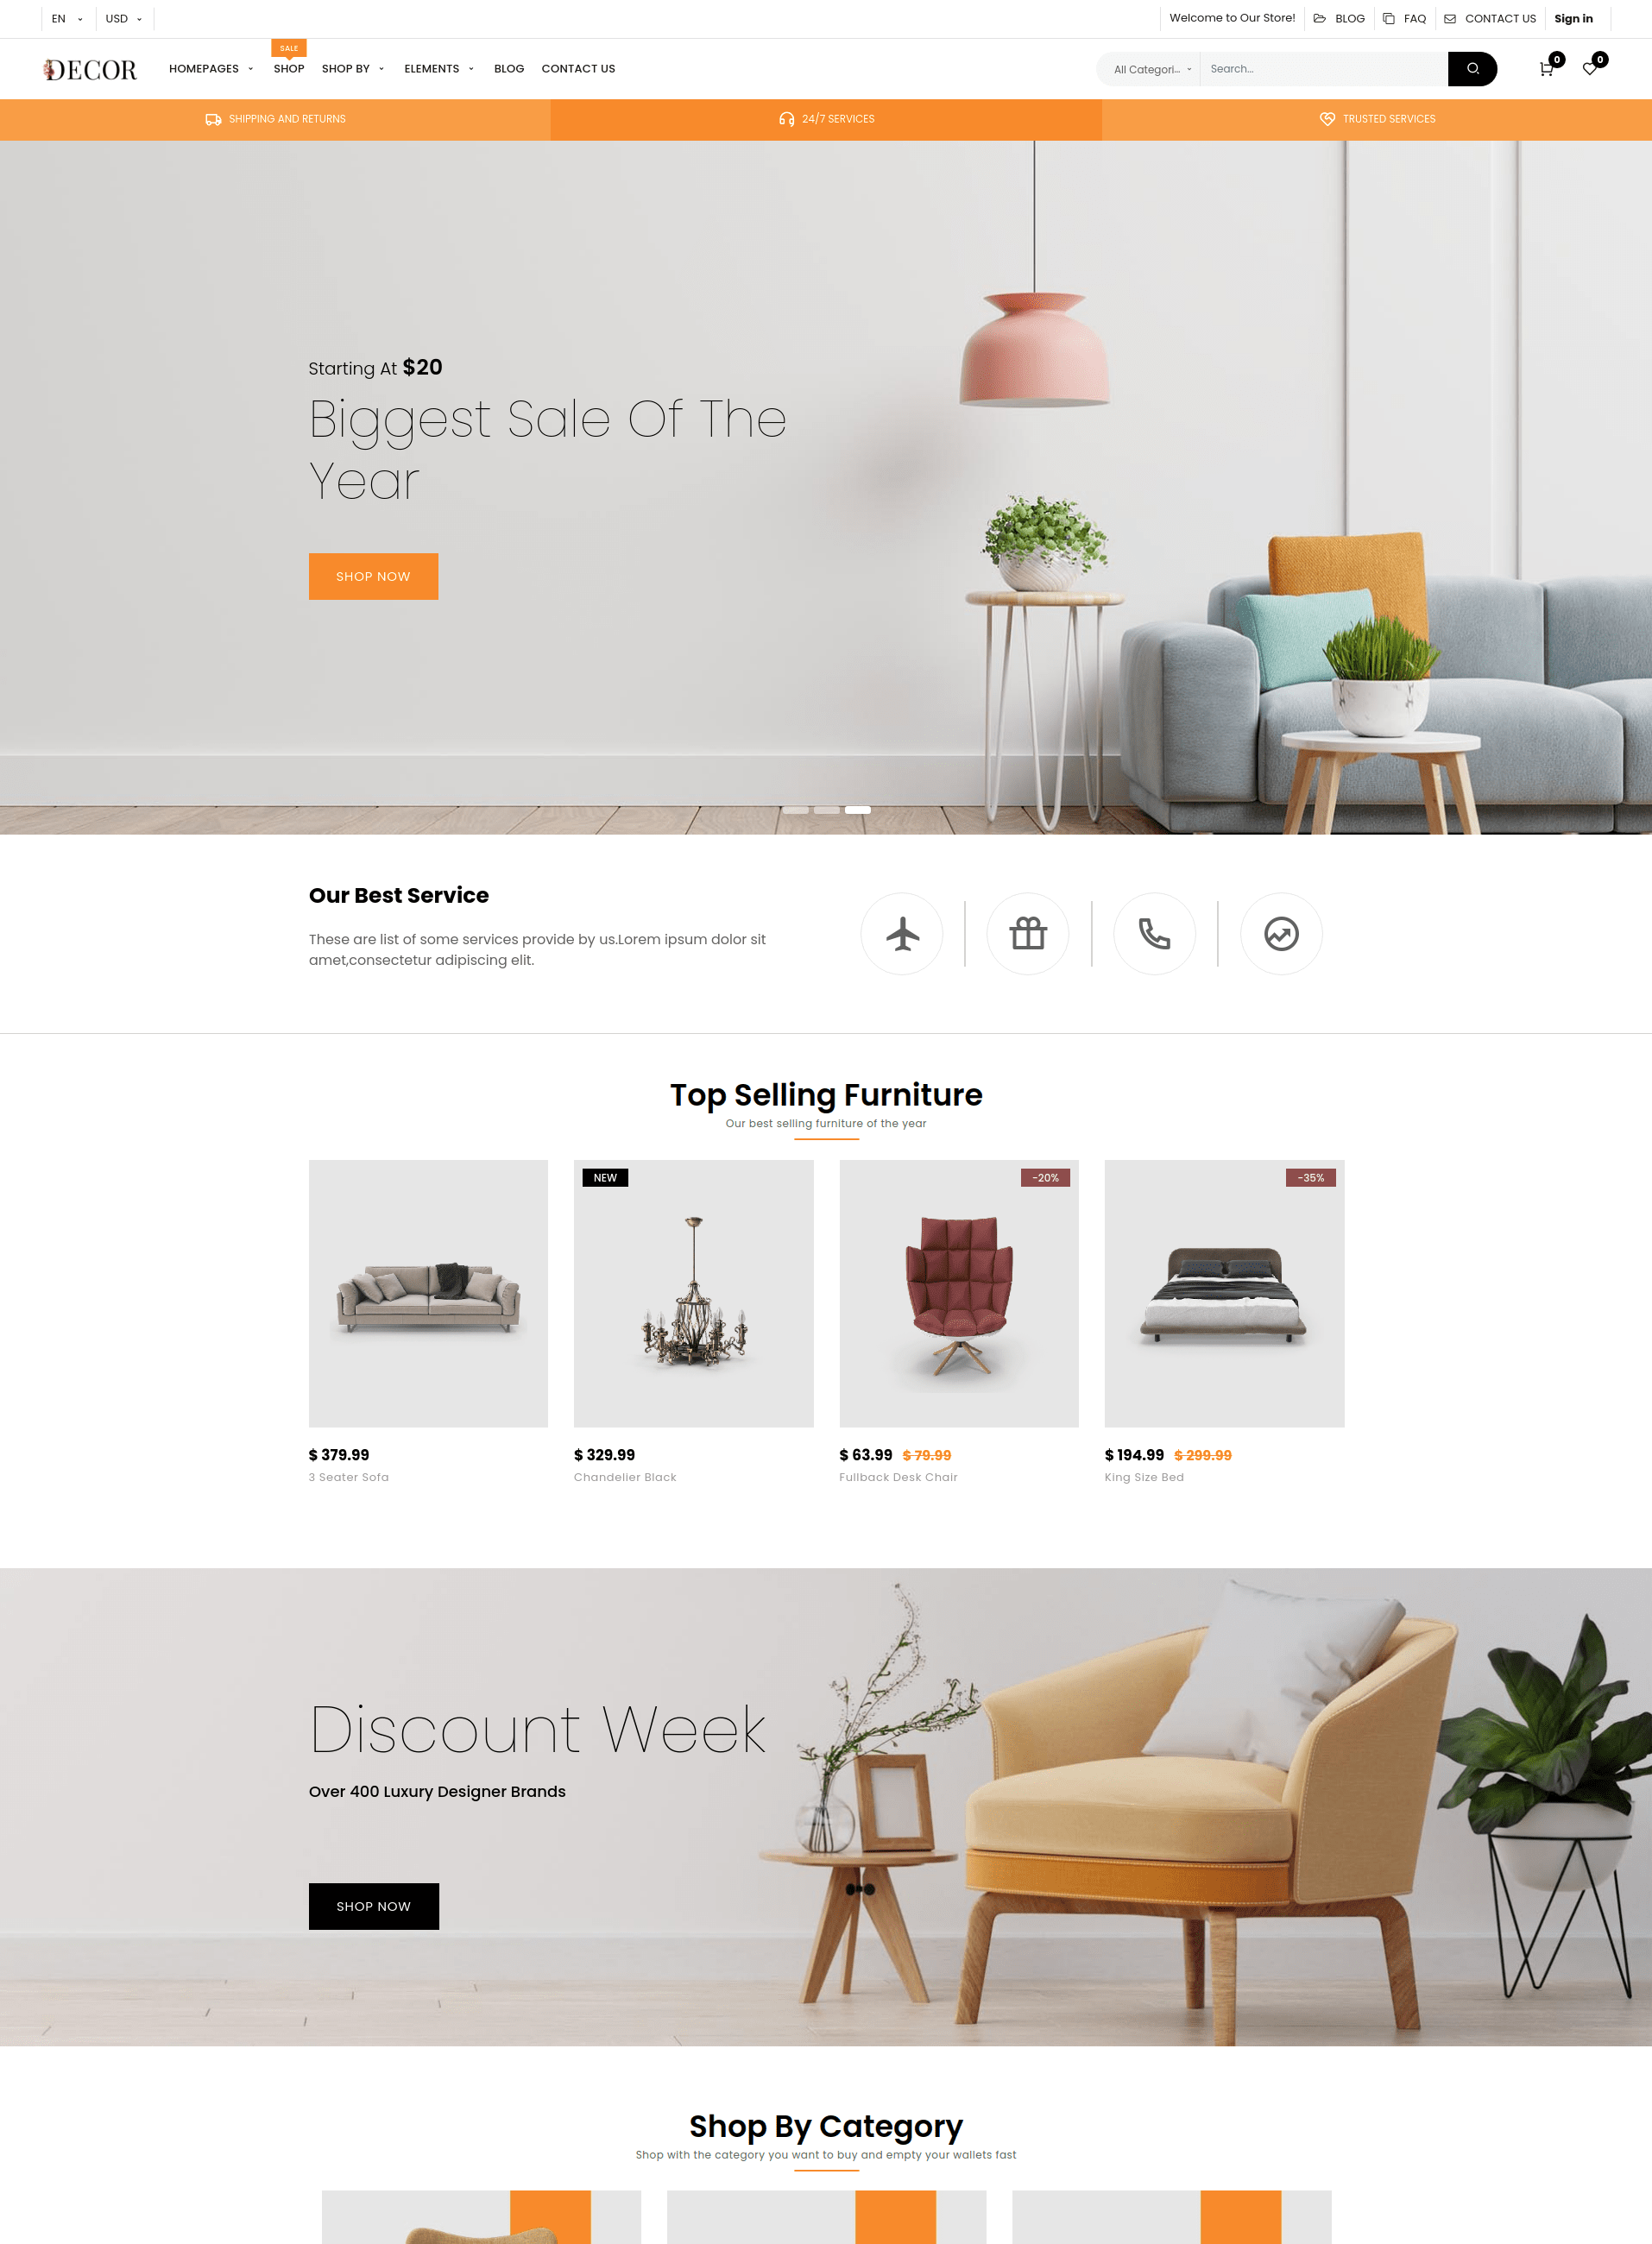 EN
USD
Welcome to Our Store!
BLOG
FAQ
CONTACT US
Sign in
DECOR
HOMEPAGES
SALE
SHOP
SHOP BY
ELEMENTS
BLOG
CONTACT US
All Categori...
Search...
0
0
SHIPPING AND RETURNS
24/7 SERVICES
TRUSTED SERVICES
Starting At $20
Biggest Sale Of The
Year
SHOP NOW
Our Best Service
These are list of some services provide by us.Lorem ipsum dolor sit
amet,consectetur adipiscing elit.
Top Selling Furniture
Our best selling furniture of the year
NEW
-20%
-35%
$ 379.99
3 Seater Sofa
$ 329.99
Chandelier Black
$ 63.99 $ 79.99
Fullback Desk Chair
$ 194.99 $ 299.99
King Size Bed
Discount Week
Over 400 Luxury Designer Brands
SHOP NOW
Shop By Category
Shop with the category you want to buy and empty your wallets fast